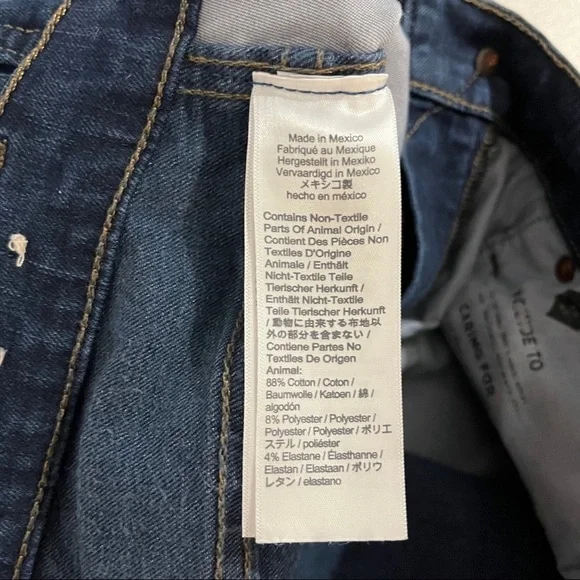 Made in Mexico
Fabriqué au Mexique
Hergestellt in Mexiko
Vervaardigd in Mexico
メキシコ製
hecho en méxico
Contains Non-Textile
Parts Of Animal Origin /
Contient Des Pièces Non
Textiles D'Origine
Animale / Enthält
Nicht-Textile Teile
Tierischer Herkunft /
Enthält Nicht-Textile
Teile Tierischer Herkunft
/ 動物に由来する布地以
外の部分を含まない /
Contiene Partes No
Textiles De Origen
Animal:
88% Cotton / Coton /
Baumwolle / Katoen / 綿 /
algodón
8% Polyester / Polyester /
Polyester / Polyester / ポリエ
ステル / poliéster
4% Elastane / Élasthanne /
Elastan / Elastaan / ポリウ
レタン / elastano
TO
FOR